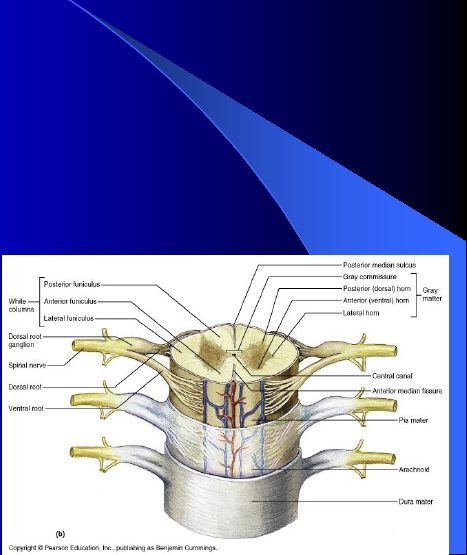 Posterior median sulcus
Gray commissure
Posterior (dorsal) horn
Anterior (ventral) horn
Lateral horn
Gray
matter
Posterior funiculus
Anterior funiculus
Lateral funiculus
White
columns
Dorsal root
ganglion
Spinal nerve
Dorsal root
Ventral root
Central canal
Anterior median fissure
Pia mater
Arachnoid
Dura mater
(b)
Copyright © Pearson Education, Inc., publishing as Benjamin Cummings.